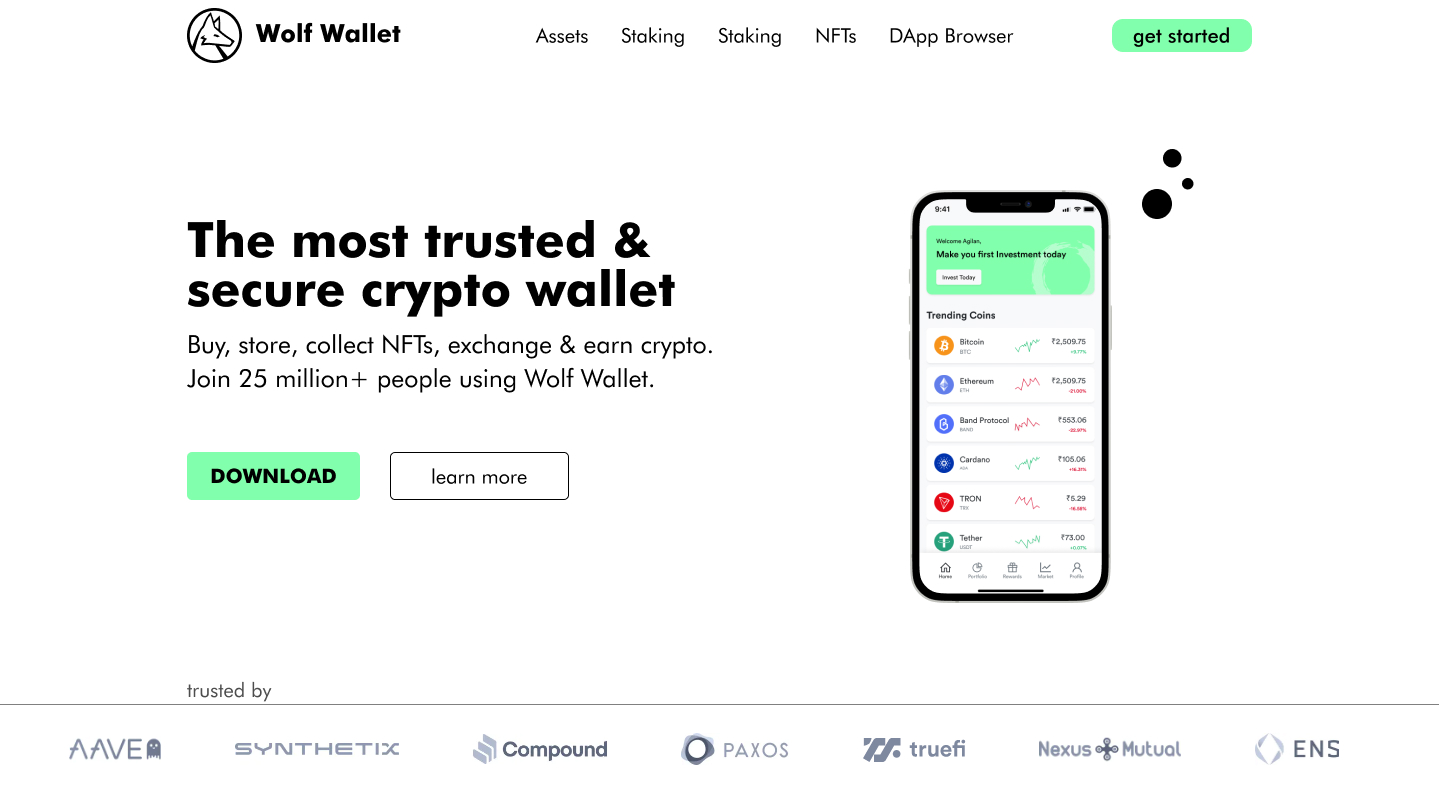 Wolf Wallet
Assets Staking Staking NFTs DApp Browser
get started
The most trusted &
secure crypto wallet
Buy, store, collect NFTs, exchange & earn crypto.
Join 25 million+ people using Wolf Wallet.
DOWNLOAD
learn more
9:41
Welcome Agilan,
Make you first Investment today
Invest Today
Trending Coins
Bitcoin ₹2,509.75
BTC +9.77%
Ethereum ₹2,509.75
ETH -21.00%
Band Protocol ₹553.06
BAND -22.97%
Cardano ₹105.06
ADA +16.31%
TRON ₹5.29
TRX -16.58%
Tether ₹73.00
USDT +0.07%
Home Portfolio Rewards Market Profile
trusted by
AAVE SYNTHETIX Compound PAXOS truefi Nexus Mutual ENS